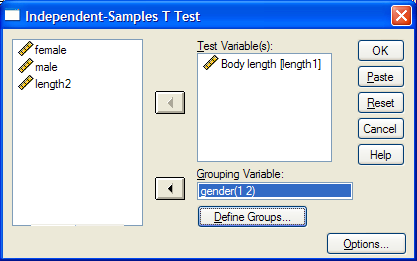 Independent-Samples T Test
female
male
length2
Test Variable(s):
Body length [length1]
Grouping Variable:
gender(1 2)
Define Groups...
OK
Paste
Reset
Cancel
Help
Options...